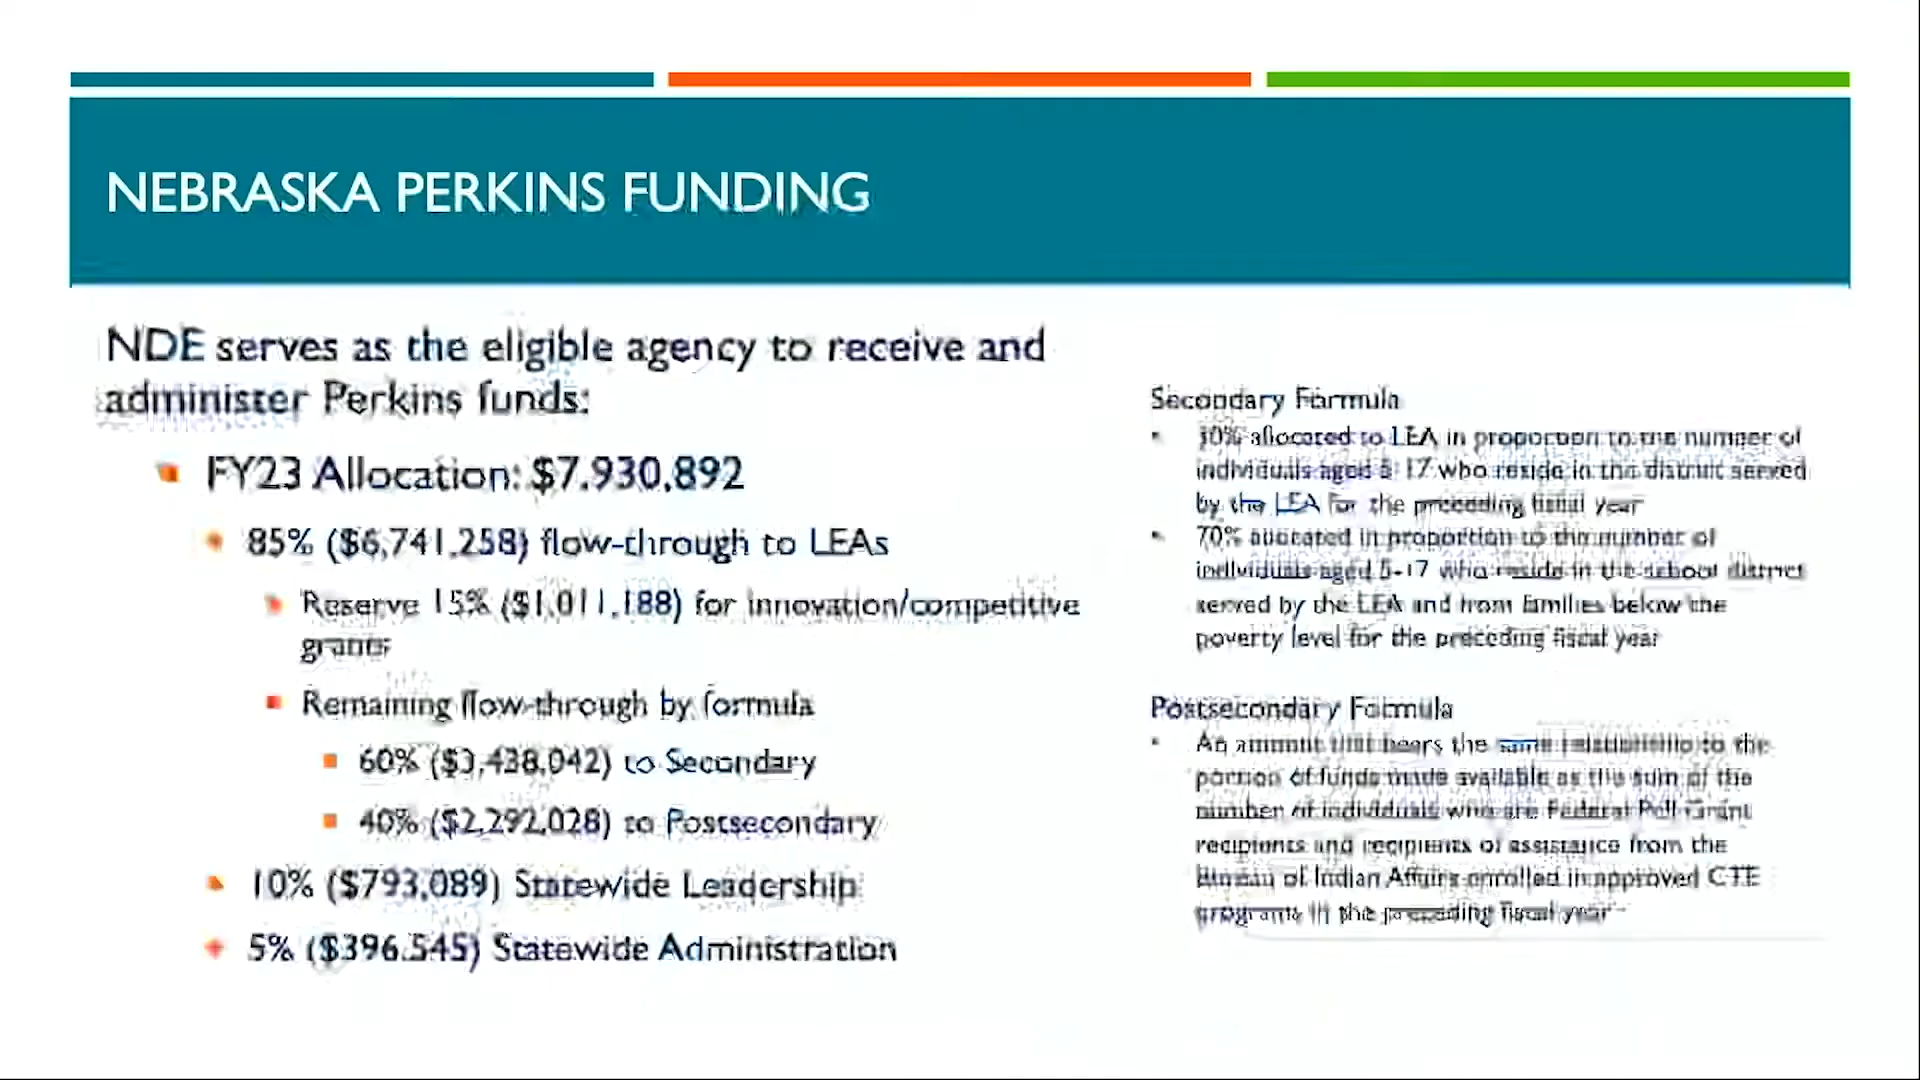 NEBRASKA PERKINS FUNDING
NDE serves as the eligible agency to receive and
administer Perkins funds:
FY23 Allocation: $7,930,892
85% ($6,741,258) flow-through to LEAs
Reserve 15% ($1,011,188) for innovation/competitive
grants
Remaining flow-through by formula
60% ($3,438,042) to Secondary
40% ($2,292,028) to Postsecondary
10% ($793,089) Statewide Leadership
5% ($396,545) Statewide Administration
Secondary Formula
• 30% allocated to LEA in proportion to the number of
individuals aged 5-17 who reside in the district served
by the LEA for the preceding fiscal year
• 70% allocated in proportion to the number of
individuals aged 5-17 who reside in the school district
served by the LEA and from families below the
poverty level for the preceding fiscal year
Postsecondary Formula
• An amount that bears the same relationship to the
portion of funds made available as the sum of the
number of individuals who are Federal Pell Grant
recipients and recipients of assistance from the
Bureau of Indian Affairs enrolled in approved CTE
programs in the preceding fiscal year